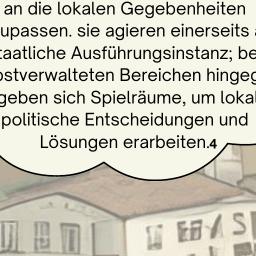 an die lokalen Gegebenheiten
upassen. sie agieren einerseits
taatliche Ausführungsinstanz; be
ostverwalteten Bereichen hingeg
geben sich Spielräume, um lokal
politische Entscheidungen und
Lösungen erarbeiten.4